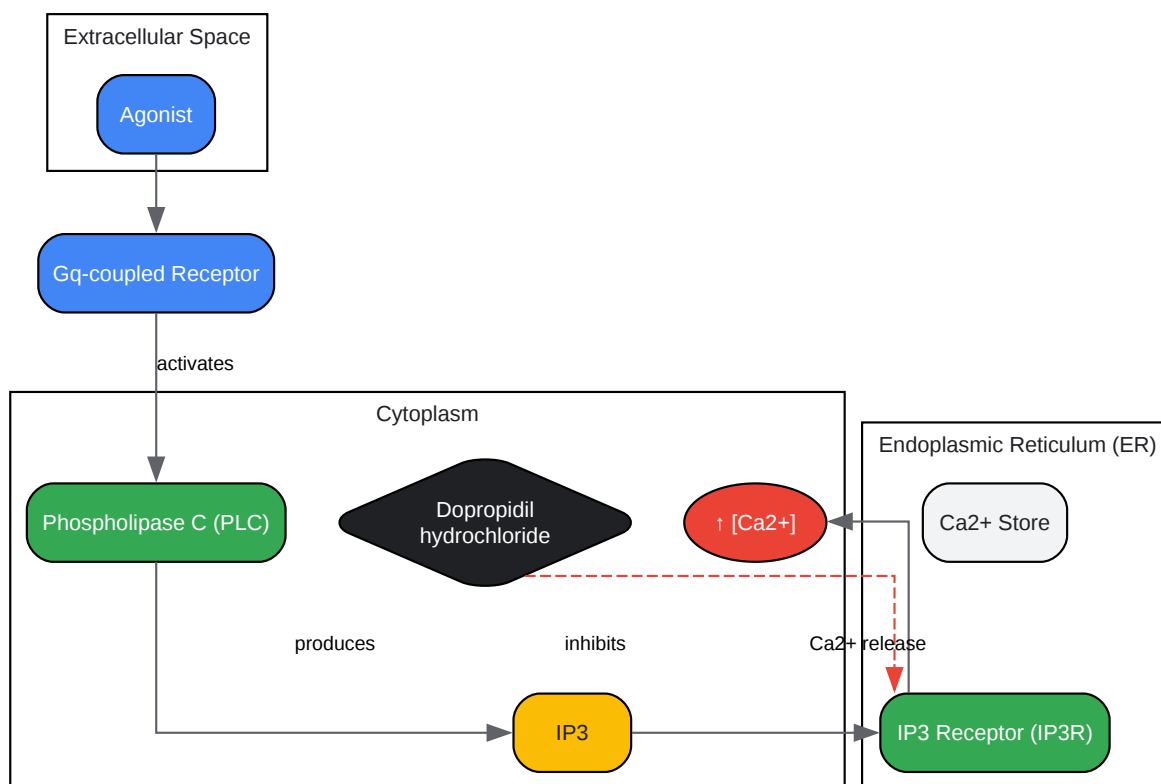 Extracellular Space
Agonist
Gq-coupled Receptor
activates
Cytoplasm
Endoplasmic Reticulum (ER)
Phospholipase C (PLC)
Dopropidil
hydrochloride
↑ [Ca2+]
Ca2+ Store
produces
inhibits
Ca2+ release
IP3
IP3 Receptor (IP3R)